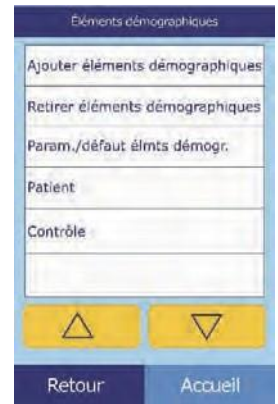 Éléments démographiques
Ajouter éléments démographiques
Retirer éléments démographiques
Param./défaut élmts démogr.
Patient
Contrôle
Retour
Accueil